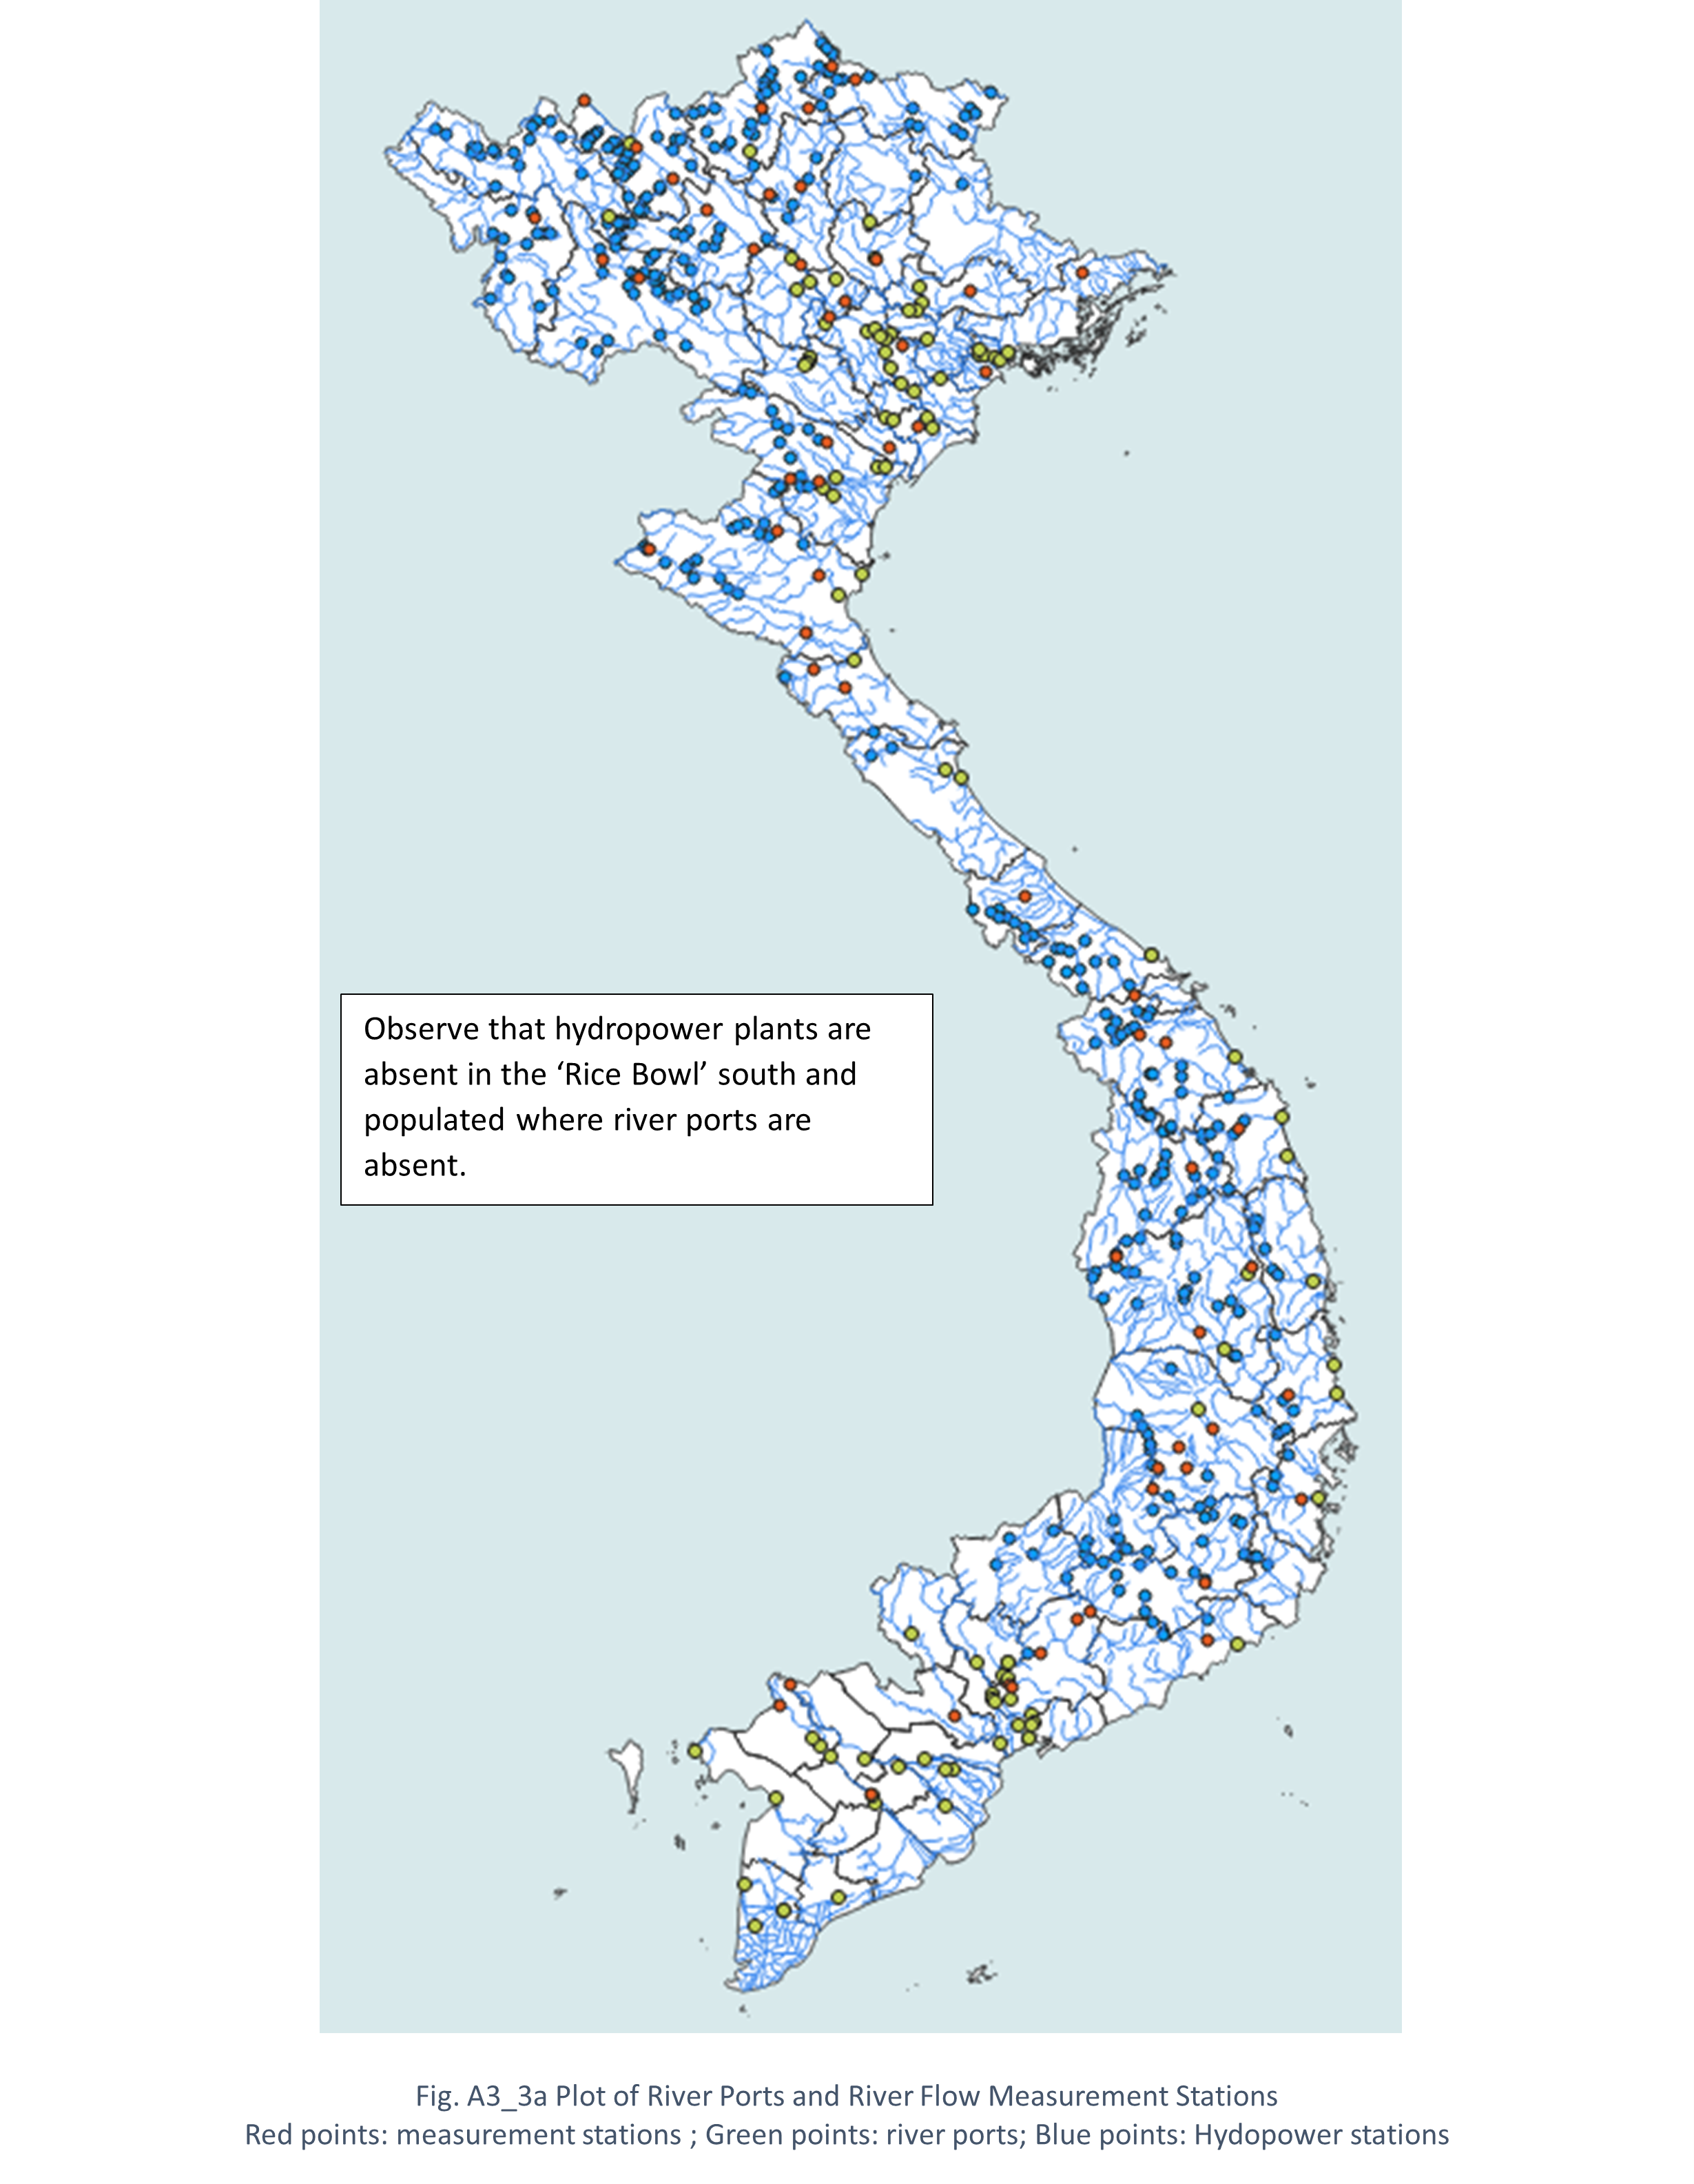 Observe that hydropower plants are
absent in the ‘Rice Bowl’ south and
populated where river ports are
absent.
Fig. A3_3a Plot of River Ports and River Flow Measurement Stations
Red points: measurement stations ; Green points: river ports; Blue points: Hydopower stations